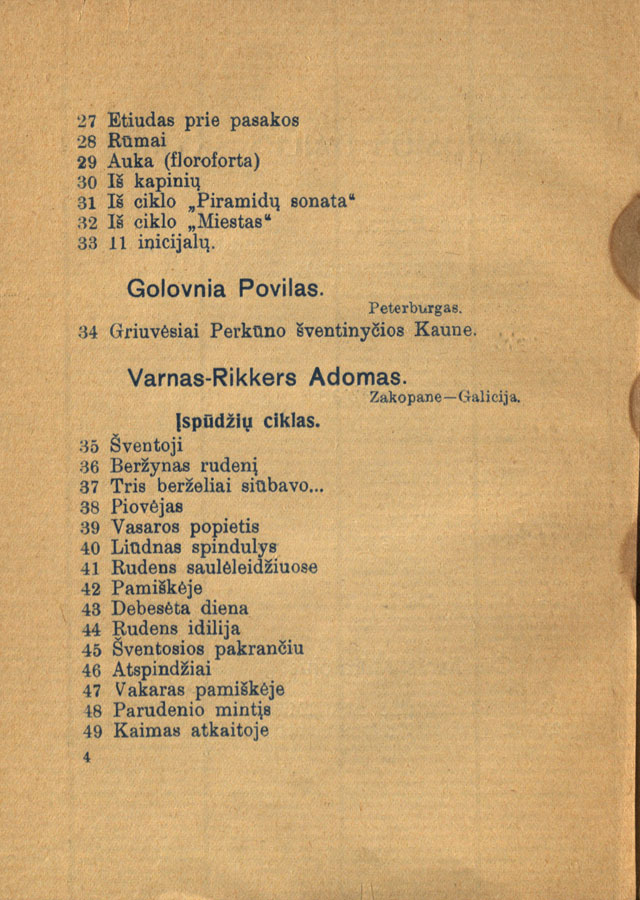 27 Etiudas prie pasakos
28 Rūmai
29 Auka (floroforta)
30 Iš kapinių
31 Iš ciklo „Piramidų sonata“
32 Iš ciklo „Miestas“
33 11 inicijalų.
Golovnia Povilas.
Peterburgas.
34 Griuvėsiai Perkūno šventinyčios Kaune.
Varnas-Rikkers Adomas.
Zakopane—Galicija.
Įspūdžių ciklas.
35 Šventoji
36 Beržynas rudenį
37 Tris berželiai siūbavo...
38 Piovėjas
39 Vasaros popietis
40 Liūdnas spindulys
41 Rudens saulėleidžiuose
42 Pamiškėje
43 Debesėta diena
44 Rudens idilija
45 Šventosios pakrančiu
46 Atspindžiai
47 Vakaras pamiškėje
48 Parudenio mintįs
49 Kaimas atkaitoje
4